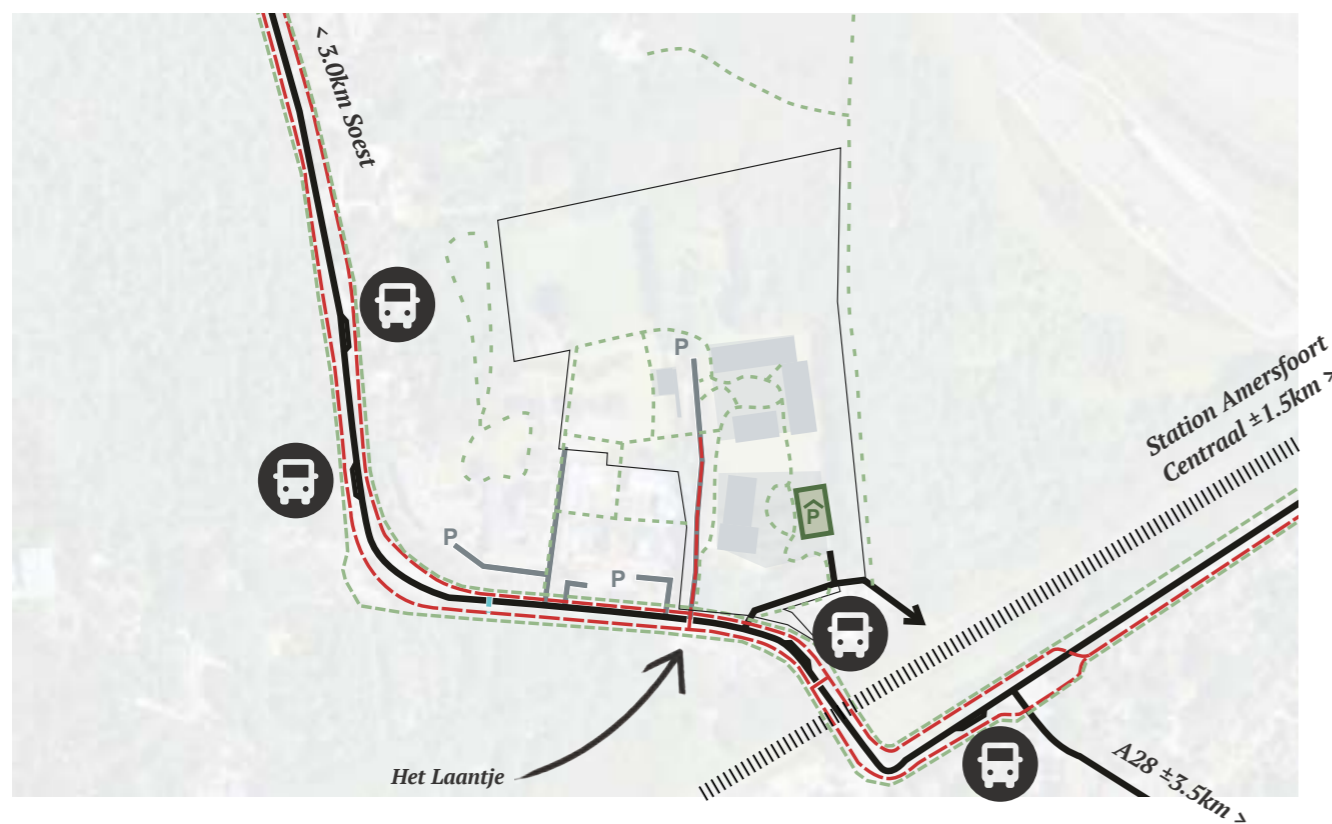 < 3.0km Soest
P
Station Amersfoort
Centraal ±1.5km >
P
P
P
Het Laantje
A28 ±3.5km >